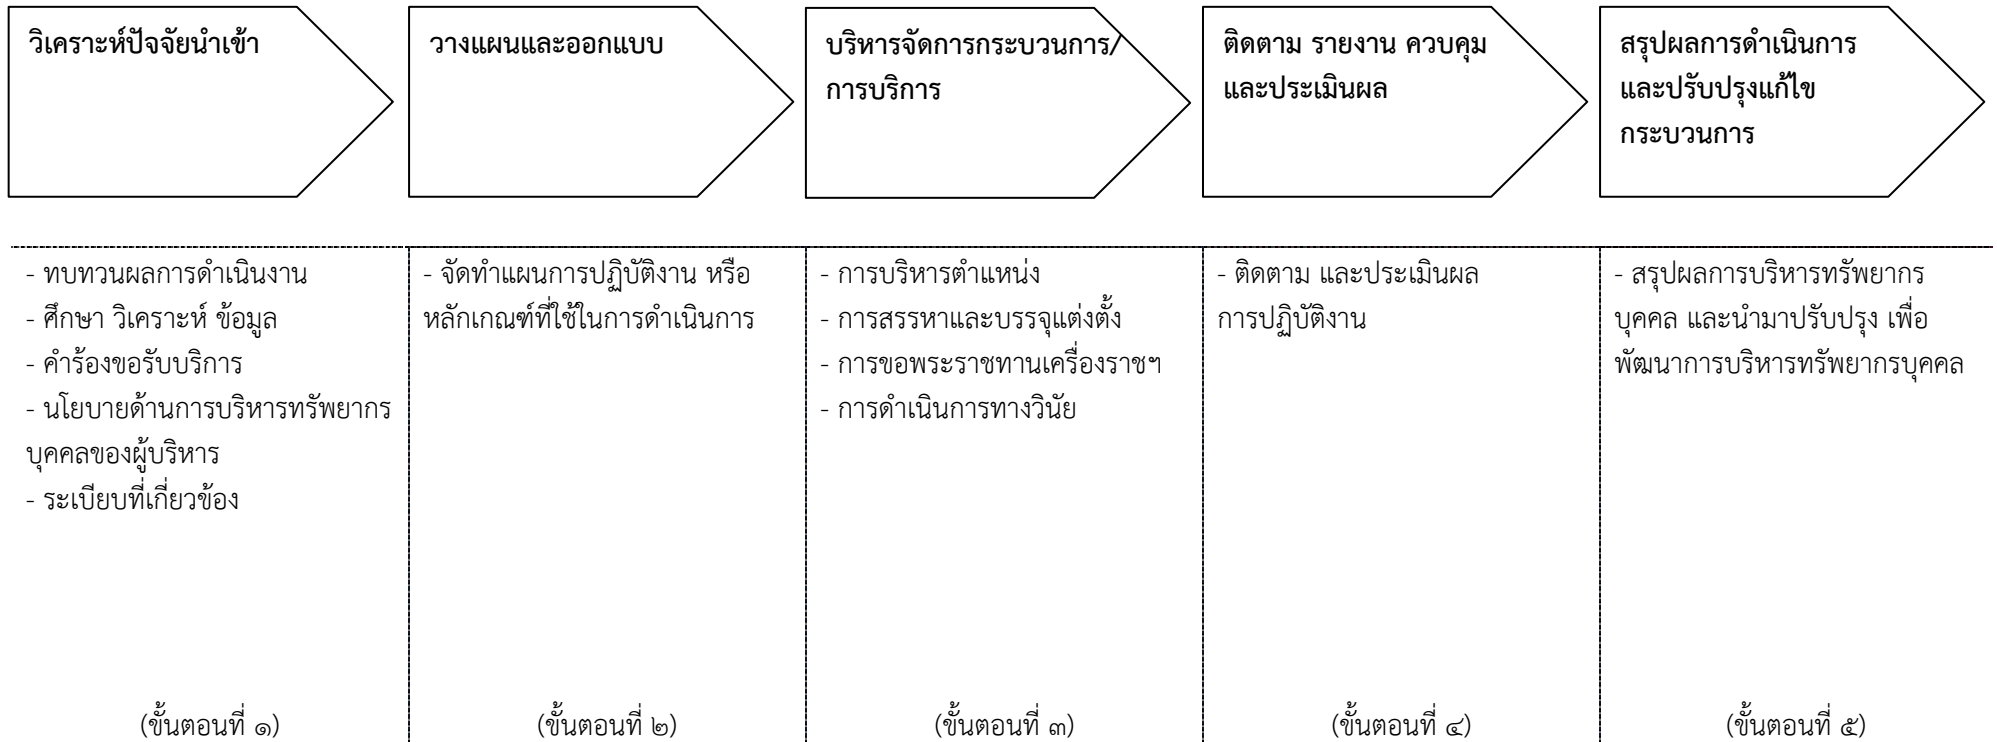 วิเคราะห์ปัจจัยนำเข้า
วางแผนและออกแบบ
บริหารจัดการกระบวนการ/
การบริการ
ติดตาม รายงาน ควบคุม
และประเมินผล
สรุปผลการดำเนินการ
และปรับปรุงแก้ไข
กระบวนการ
- ทบทวนผลการดำเนินงาน
- ศึกษา วิเคราะห์ ข้อมูล
- คำร้องขอรับบริการ
- นโยบายด้านการบริหารทรัพยากร
บุคคลของผู้บริหาร
- ระเบียบที่เกี่ยวข้อง
(ขั้นตอนที่ ๑)
- จัดทำแผนการปฏิบัติงาน หรือ
หลักเกณฑ์ที่ใช้ในการดำเนินการ
(ขั้นตอนที่ ๒)
- การบริหารตำแหน่ง
- การสรรหาและบรรจุแต่งตั้ง
- การขอพระราชทานเครื่องราชฯ
- การดำเนินการทางวินัย
(ขั้นตอนที่ ๓)
- ติดตาม และประเมินผล
การปฏิบัติงาน
(ขั้นตอนที่ ๔)
- สรุปผลการบริหารทรัพยากร
บุคคล และนำมาปรับปรุง เพื่อ
พัฒนาการบริหารทรัพยากรบุคคล
(ขั้นตอนที่ ๕)